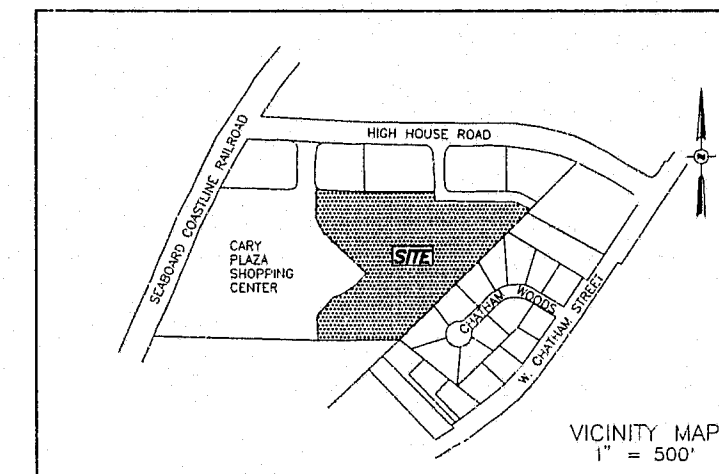 HIGH HOUSE ROAD
SEABOARD COASTLINE RAILROAD
N
CARY
PLAZA
SHOPPING
CENTER
SITE
CHATHAM WOODS
W. CHATHAM STREET
VICINITY MAP
1" = 500'